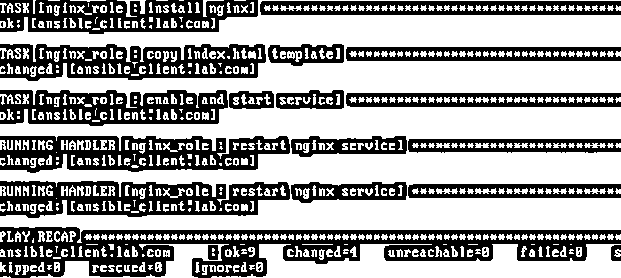 TASK [nginx_role : install nginx] ****************************************
ok: [ansible_client.lab.com]
TASK [nginx_role : copy index.html template] ******************************
changed: [ansible_client.lab.com]
TASK [nginx_role : enable and start service] ******************************
ok: [ansible_client.lab.com]
RUNNING HANDLER [nginx_role : restart nginx service] **********************
changed: [ansible_client.lab.com]
RUNNING HANDLER [nginx_role : restart nginx service] **********************
changed: [ansible_client.lab.com]
PLAY RECAP ****************************************************************
ansible_client.lab.com : ok=9 changed=4 unreachable=0 failed=0 s
kipped=0 rescued=0 ignored=0